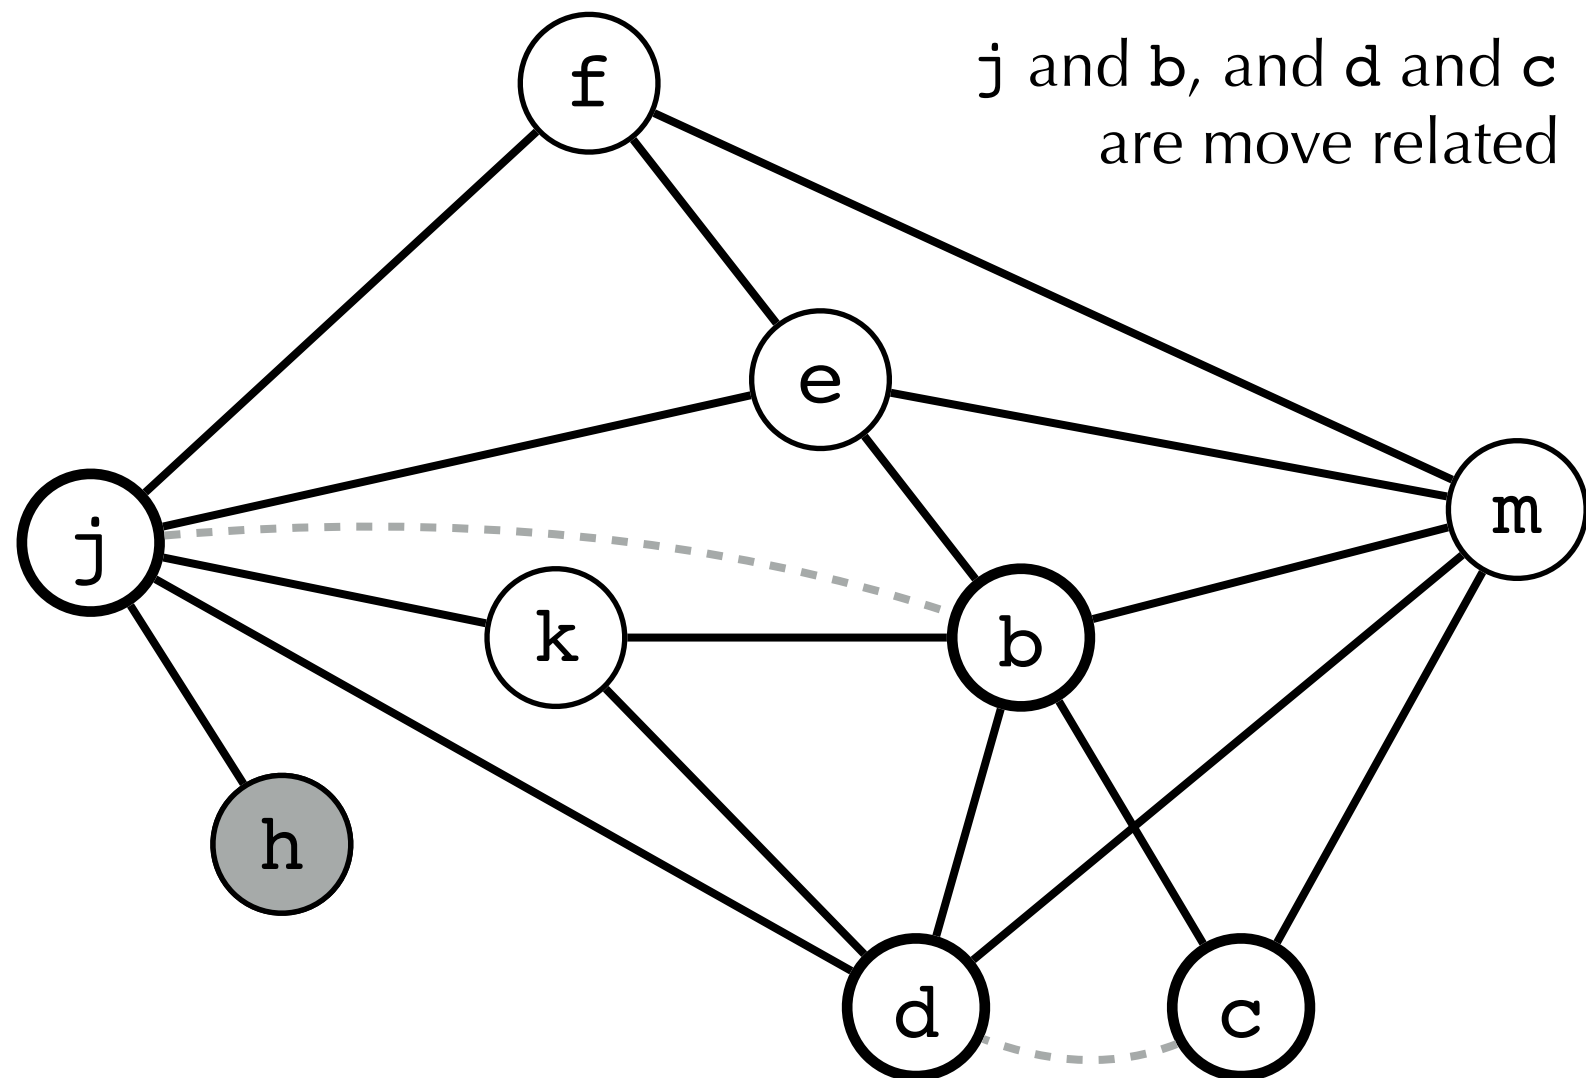 j and b, and d and c
are move related
f
e
m
j
k
b
h
d
c